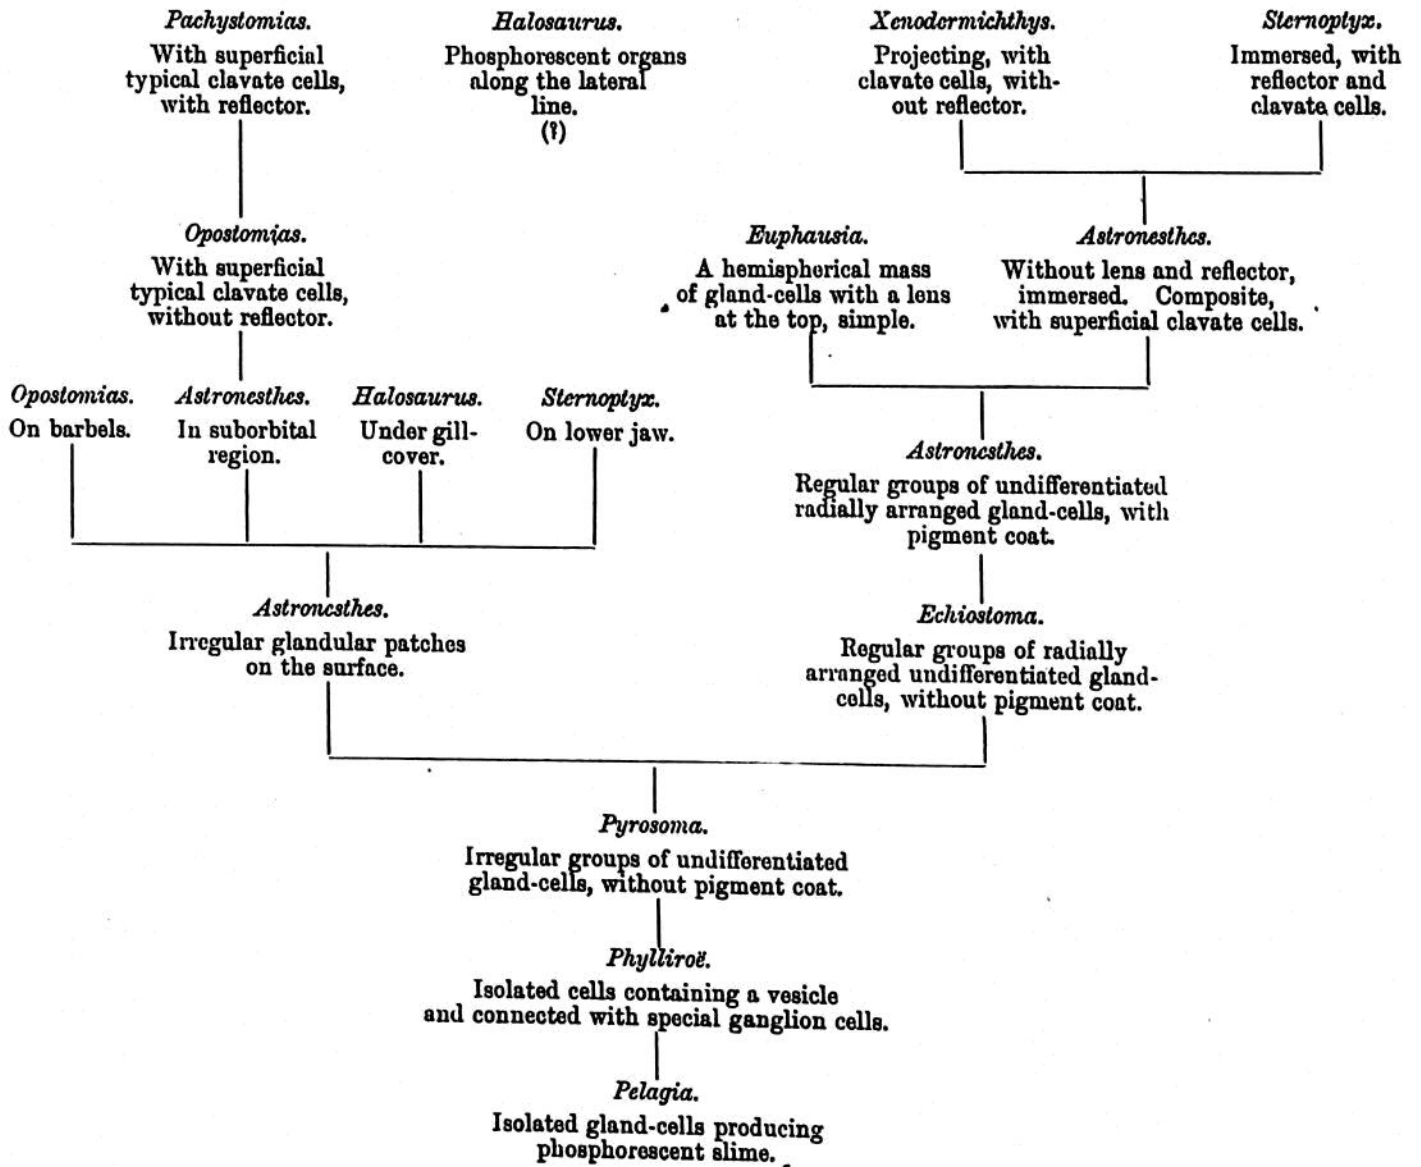 Pachystomias.
With superficial
typical clavate cells,
with reflector.
Halosaurus.
Phosphorescent organs
along the lateral
line.
(?)
Xenodermichthys.
Projecting, with
clavate cells, with-
out reflector.
Sternoptyx.
Immersed, with
reflector and
clavate cells.
Opostomias.
With superficial
typical clavate cells,
without reflector.
Euphausia.
A hemispherical mass
of gland-cells with a lens
at the top, simple.
Astronesthes.
Without lens and reflector,
immersed. Composite,
with superficial clavate cells.
Opostomias.
On barbels.
Astronesthes.
In suborbital
region.
Halosaurus.
Under gill-
cover.
Sternoptyx.
On lower jaw.
Astronesthes.
Regular groups of undifferentiated
radially arranged gland-cells, with
pigment coat.
Astronesthes.
Irregular glandular patches
on the surface.
Echiostoma.
Regular groups of radially
arranged undifferentiated gland-
cells, without pigment coat.
Pyrosoma.
Irregular groups of undifferentiated
gland-cells, without pigment coat.
Phylliroë.
Isolated cells containing a vesicle
and connected with special ganglion cells.
Pelagia.
Isolated gland-cells producing
phosphorescent slime.